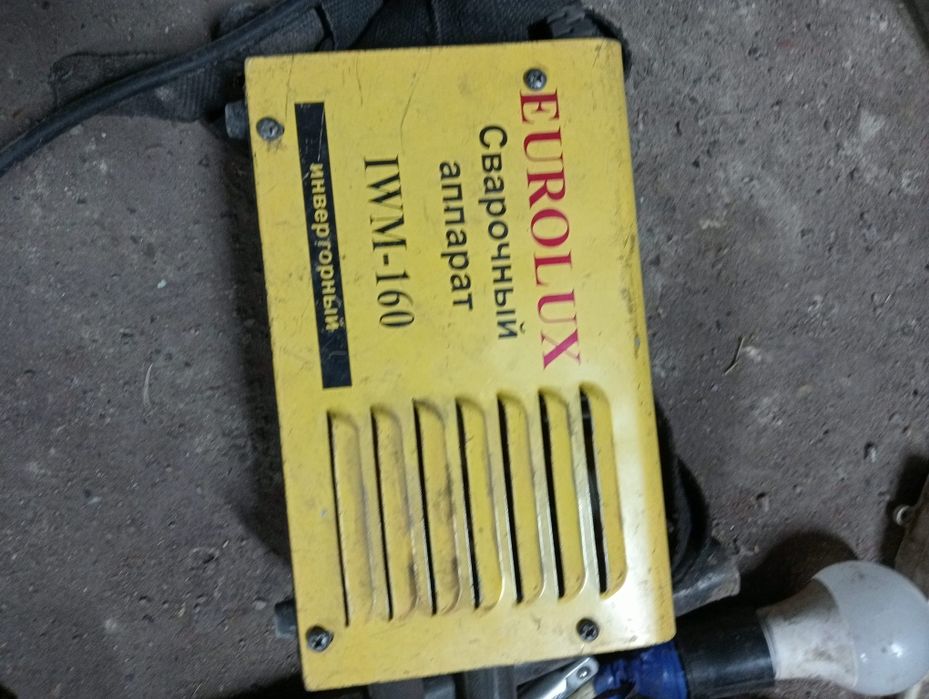 EUROLUX
Сварочный
аппарат
IWM-160
инверторный